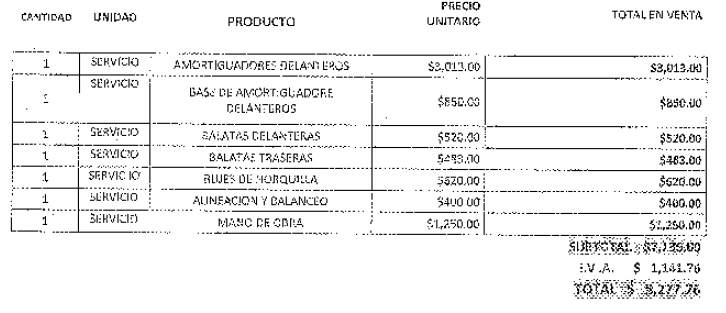 CANTIDAD UNIDAD PRODUCTO PRECIO UNITARIO TOTAL EN VENTA
1 SERVICIO AMORTIGUADORES DELANTEROS $3,013.00 $3,013.00
1 SERVICIO BASE DE AMORTIGUADORE DELANTEROS $850.00 $850.00
1 SERVICIO BALATAS DELANTERAS $520.00 $520.00
1 SERVICIO BALATAS TRASERAS $483.00 $483.00
1 SERVICIO BUJES DE HORQUILLA $620.00 $620.00
1 SERVICIO ALINEACION Y BALANCEO $400.00 $400.00
1 SERVICIO MANO DE OBRA $1,250.00 $1,250.00
SUBTOTAL $7,136.00
I.V.A. $ 1,141.76
TOTAL $ 8,277.76